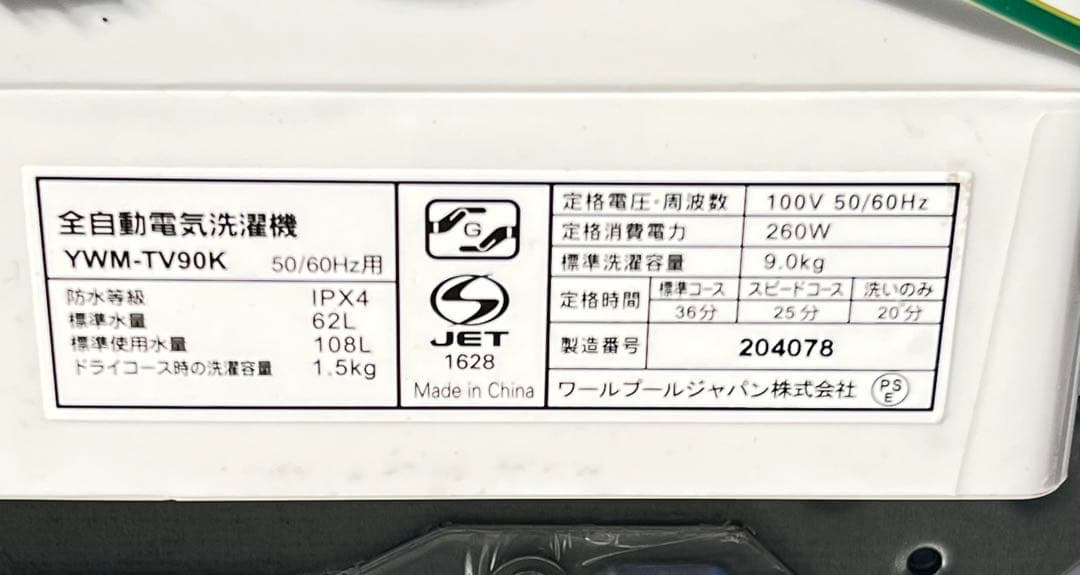 全自動電気洗濯機
YWM-TV90K 50/60Hz用
防水等級 IPX4
標準水量 62L
標準使用水量 108L
ドライコース時の洗濯容量 1.5kg
G
JET
1628
Made in China
定格電圧・周波数 100V 50/60Hz
定格消費電力 260W
標準洗濯容量 9.0kg
定格時間 標準コース スピードコース 洗いのみ
36分 25分 20分
製造番号 204078
ワールプールジャパン株式会社 PSE